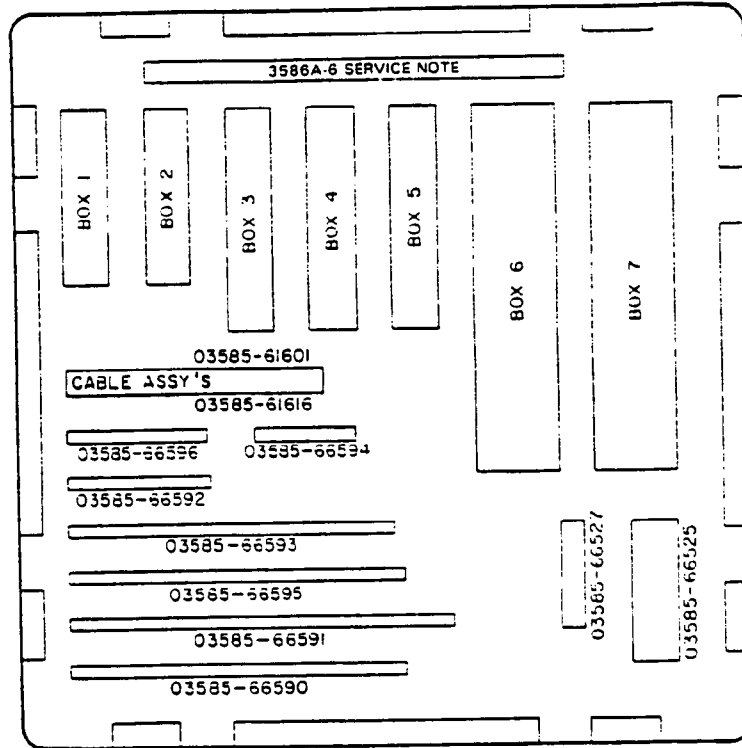 3586A-6 SERVICE NOTE
BOX 1
BOX 2
BOX 3
BOX 4
BOX 5
BOX 6
BOX 7
03585-61601
CABLE ASSY'S
03585-61616
03585-66596
03585-66594
03585-66592
03585-66593
03585-66595
03585-66591
03585-66590
03585-66527
03585-66525